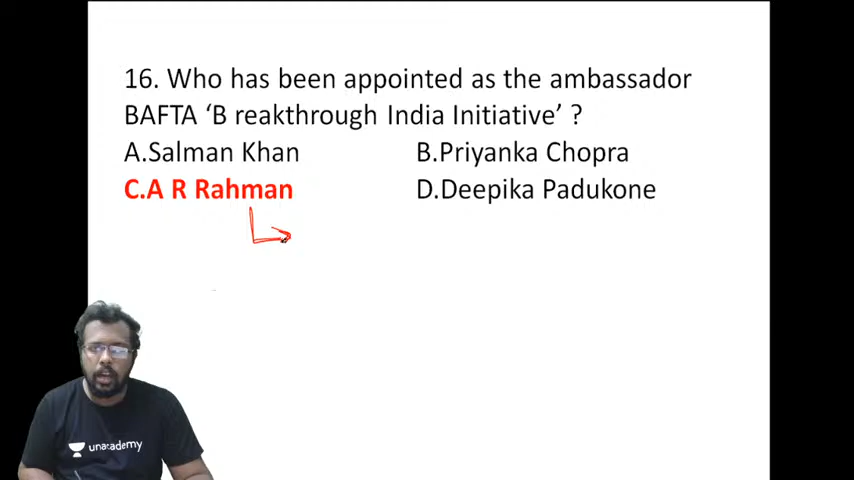 16. Who has been appointed as the ambassador
BAFTA ‘B reakthrough India Initiative’ ?
A.Salman Khan B.Priyanka Chopra
C.A R Rahman D.Deepika Padukone
unacademy